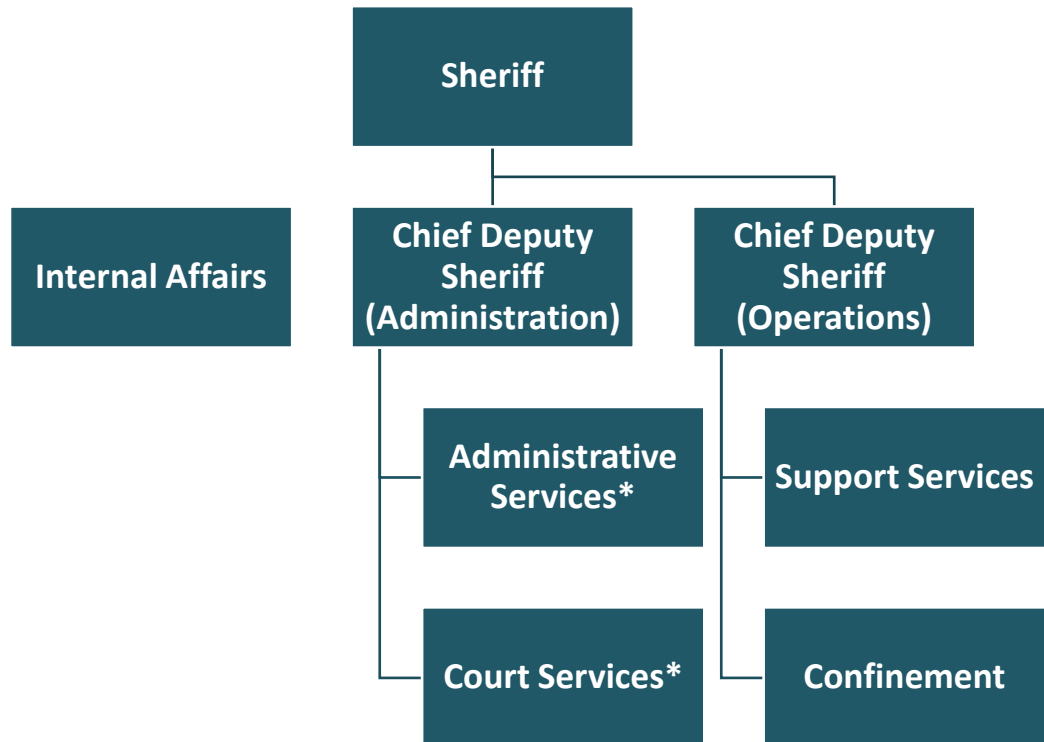 Sheriff
Internal Affairs
Chief Deputy
Sheriff
(Administration)
Chief Deputy
Sheriff
(Operations)
Administrative
Services*
Support Services
Court Services*
Confinement